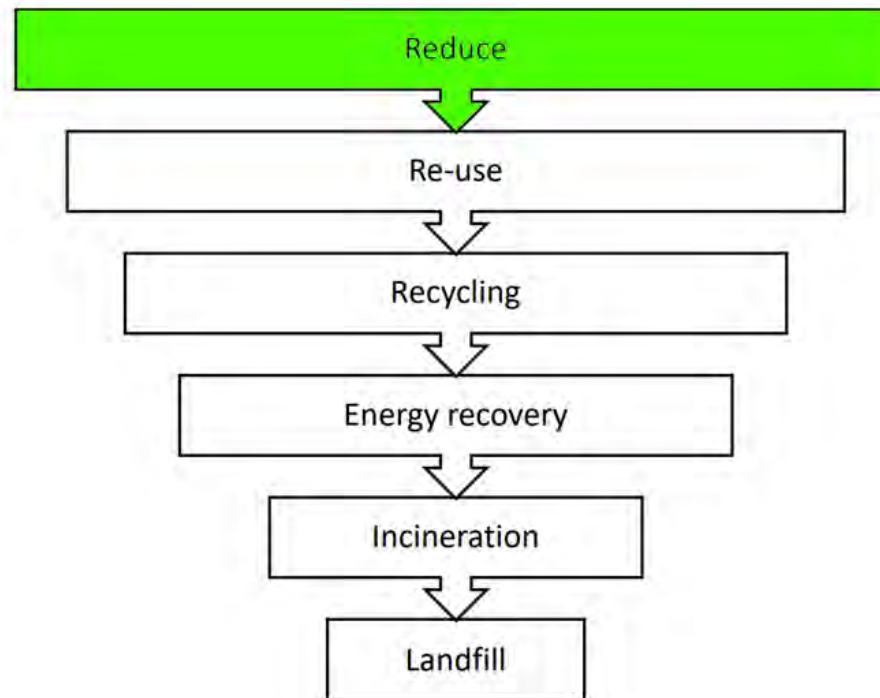 Reduce
Re-use
Recycling
Energy recovery
Incineration
Landfill